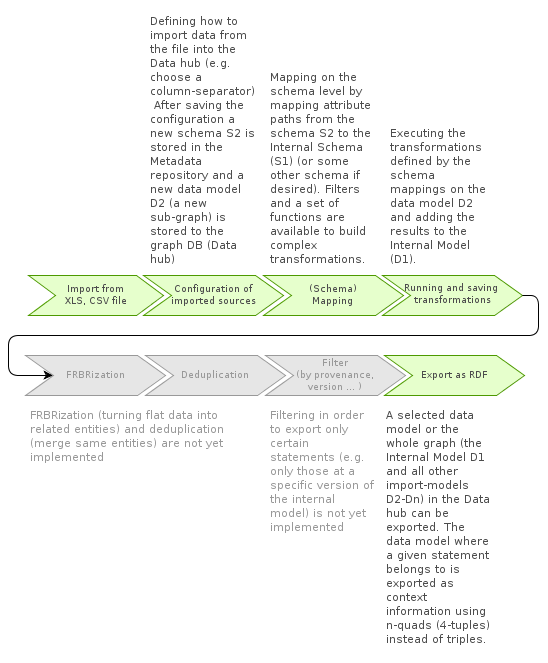 Defining how to
import data from
the file into the
Data hub (e.g.
choose a
column-separator)
After saving the
configuration a
new schema S2 is
stored in the
Metadata
repository and a
new data model
D2 (a new
sub-graph) is
stored to the
graph DB (Data
hub)
Mapping on the
schema level by
mapping attribute
paths from the
schema S2 to the
Internal Schema
(S1) (or some
other schema if
desired). Filters
and a set of
functions are
available to build
complex
transformations.
Executing the
transformations
defined by the
schema
mappings on the
data model D2
and adding the
results to the
Internal Model
(D1).
Import from
XLS, CSV file
Configuration of
imported sources
(Schema)
Mapping
Running and saving
transformations
FRBRization
Deduplication
Filter
(by provenance,
version ... )
Export as RDF
FRBRization (turning flat data into
related entities) and deduplication
(merge same entities) are not yet
implemented
Filtering in order
to export only
certain
statements (e.g.
only those at a
specific version of
the internal
model) is not yet
implemented
A selected data
model or the
whole graph (the
Internal Model D1
and all other
import-models
D2-Dn) in the Data
hub can be
exported. The
data model where
a given statement
belongs to is
exported as
context
information using
n-quads (4-tuples)
instead of triples.